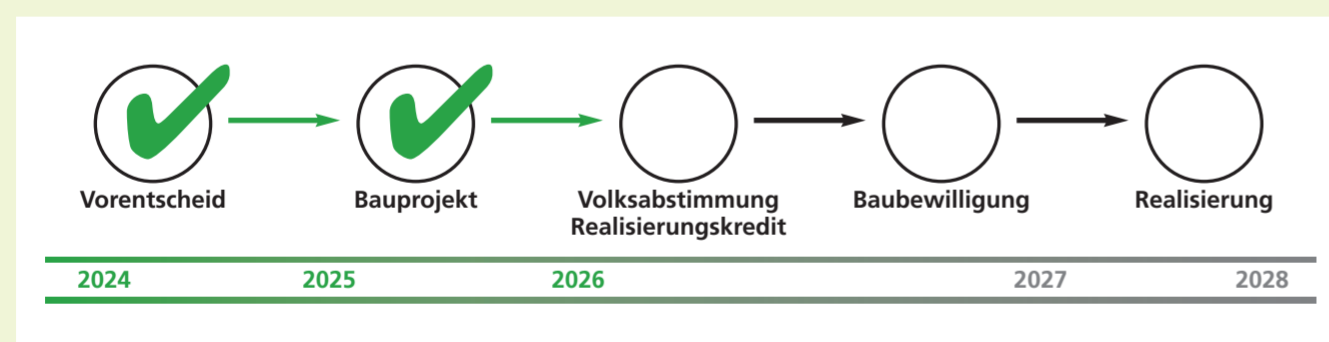 Vorentscheid
Bauprojekt
Volksabstimmung
Realisierungskredit
Baubewilligung
Realisierung
2024
2025
2026
2027
2028